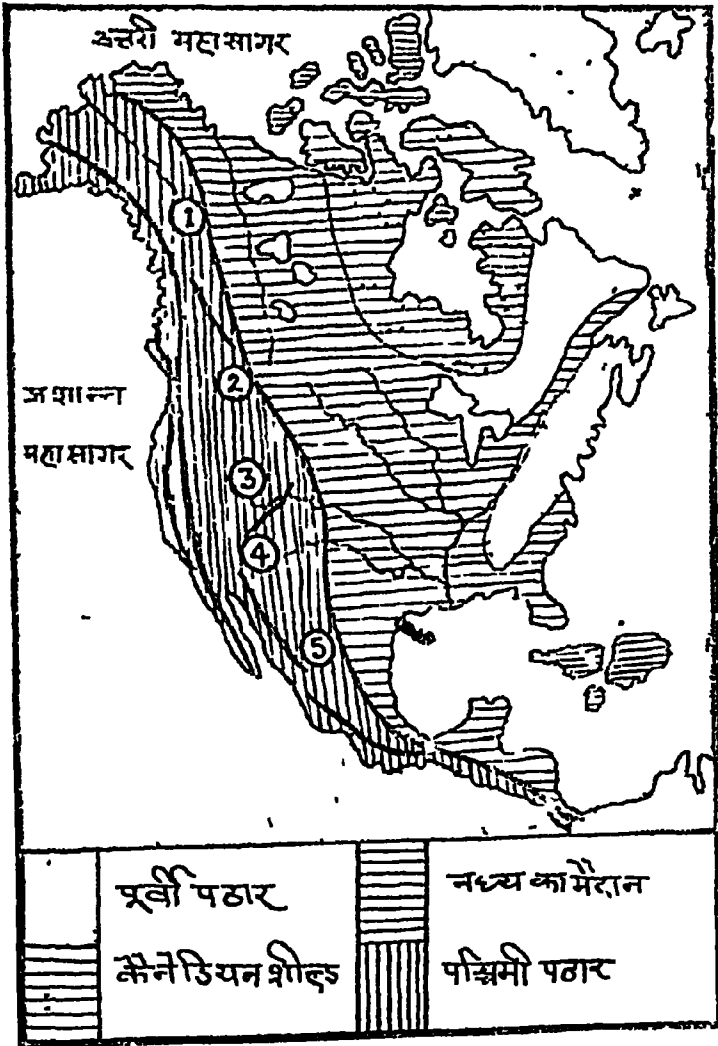 उत्तरी महासागर
1
2
प्रशान्त
महासागर
3
4
5
पूर्वी पठार
मध्य का मैदान
कैनेडियन शील्ड
पश्चिमी पठार